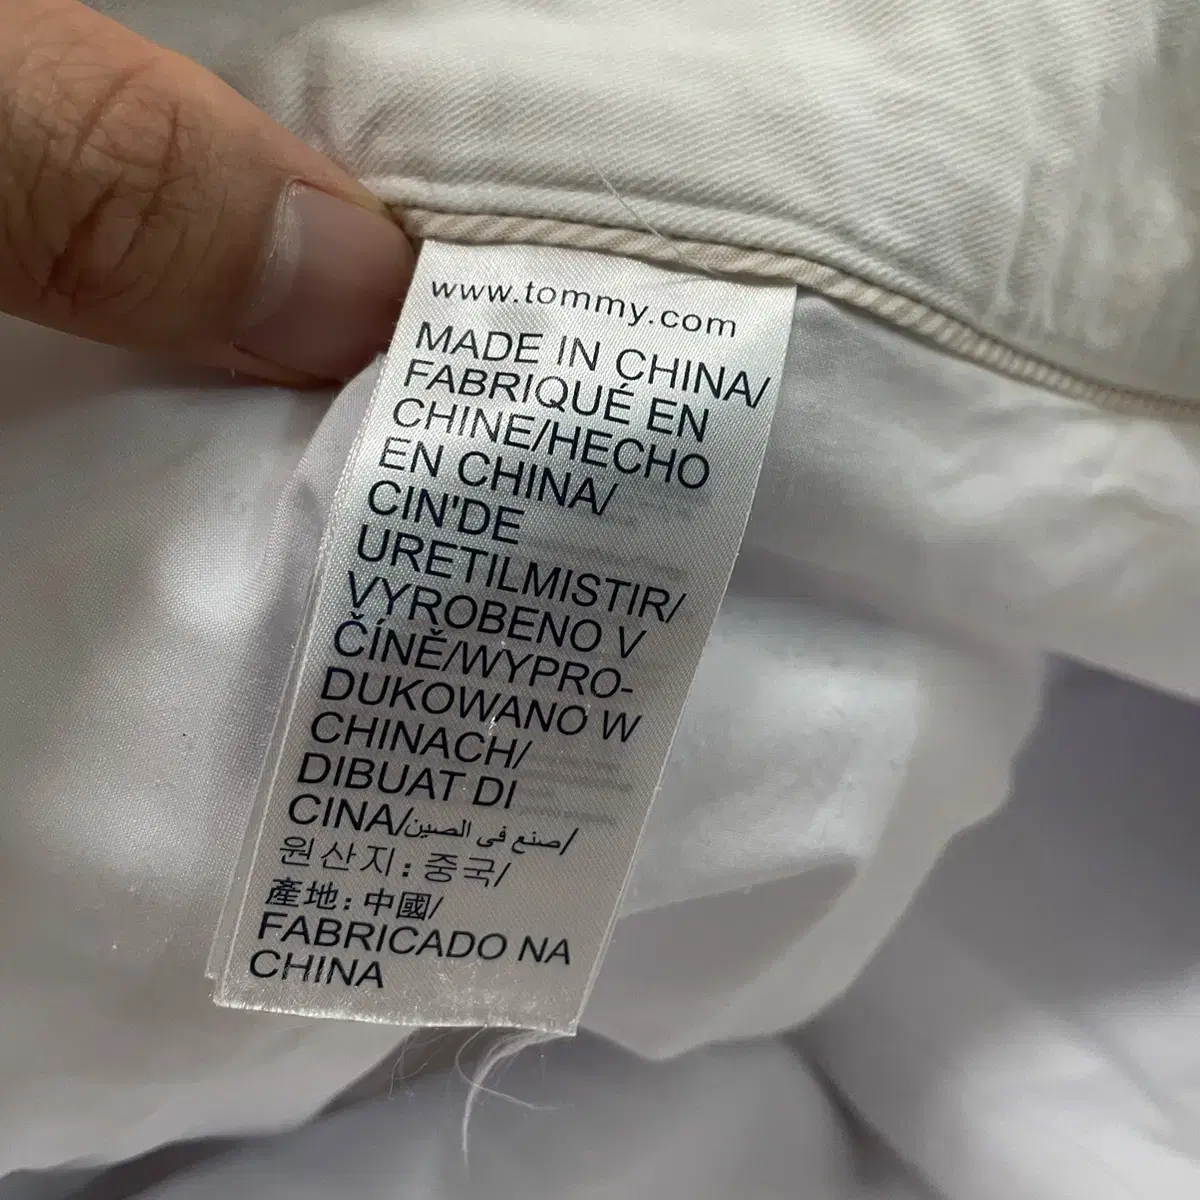 www.tommy.com
MADE IN CHINA/
FABRIQUÉ EN
CHINE/HECHO
EN CHINA/
CIN'DE
URETILMISTIR/
VYROBENO V
ČÍNĚ/WYPRO-
DUKOWANO W
CHINACH/
DIBUAT DI
CINA/صنع فى الصين/
원산지: 중국/
產地: 中國/
FABRICADO NA
CHINA